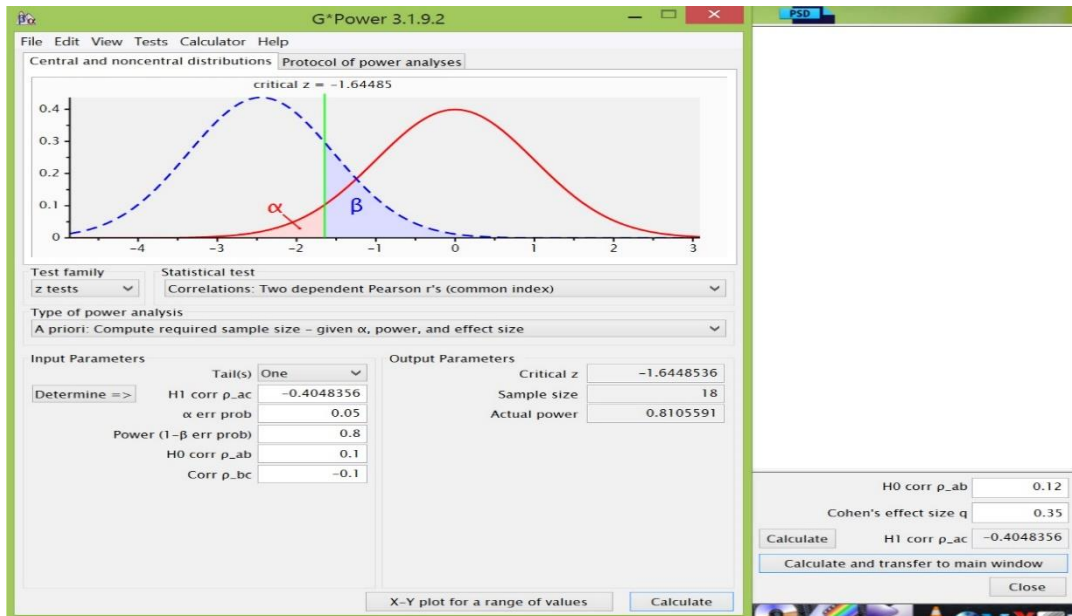 G*Power 3.1.9.2
PSD
File Edit View Tests Calculator Help
Central and noncentral distributions Protocol of power analyses
critical z = −1.64485
0.4
0.3
0.2
0.1
0
α
β
−4 −3 −2 −1 0 1 2 3
Test family Statistical test
z tests Correlations: Two dependent Pearson r's (common index)
Type of power analysis
A priori: Compute required sample size – given α, power, and effect size
Input Parameters
Tail(s) One
Determine => H1 corr ρ_ac −0.4048356
α err prob 0.05
Power (1−β err prob) 0.8
H0 corr ρ_ab 0.1
Corr ρ_bc −0.1
Output Parameters
Critical z −1.6448536
Sample size 18
Actual power 0.8105591
X−Y plot for a range of values Calculate
H0 corr ρ_ab 0.12
Cohen's effect size q 0.35
Calculate H1 corr ρ_ac −0.4048356
Calculate and transfer to main window
Close